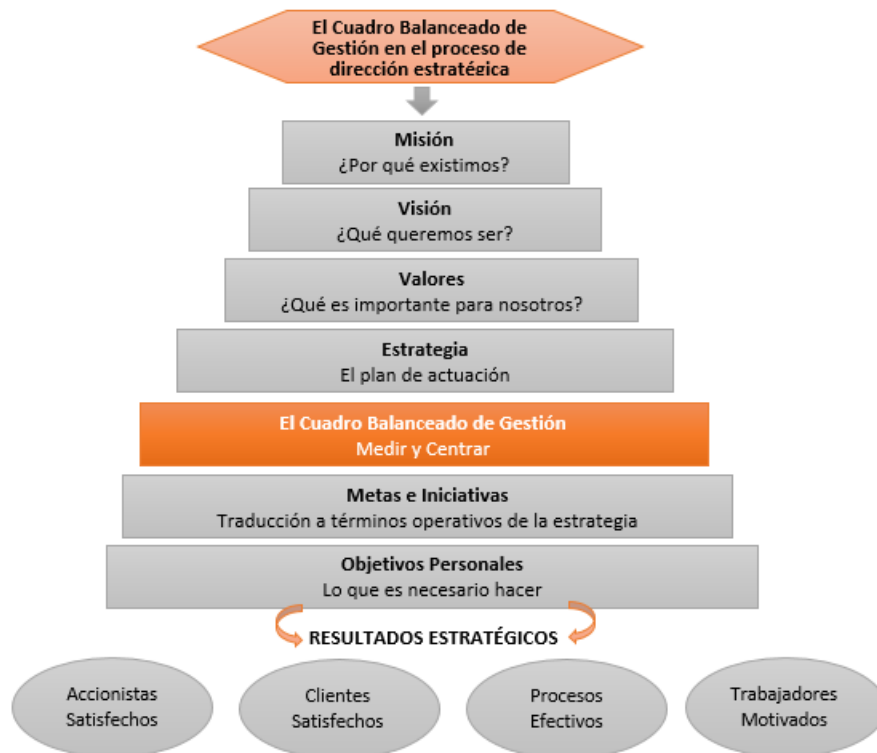 El Cuadro Balanceado de
Gestión en el proceso de
dirección estratégica
Misión
¿Por qué existimos?
Visión
¿Qué queremos ser?
Valores
¿Qué es importante para nosotros?
Estrategia
El plan de actuación
El Cuadro Balanceado de Gestión
Medir y Centrar
Metas e Iniciativas
Traducción a términos operativos de la estrategia
Objetivos Personales
Lo que es necesario hacer
RESULTADOS ESTRATÉGICOS
Accionistas
Satisfechos
Clientes
Satisfechos
Procesos
Efectivos
Trabajadores
Motivados